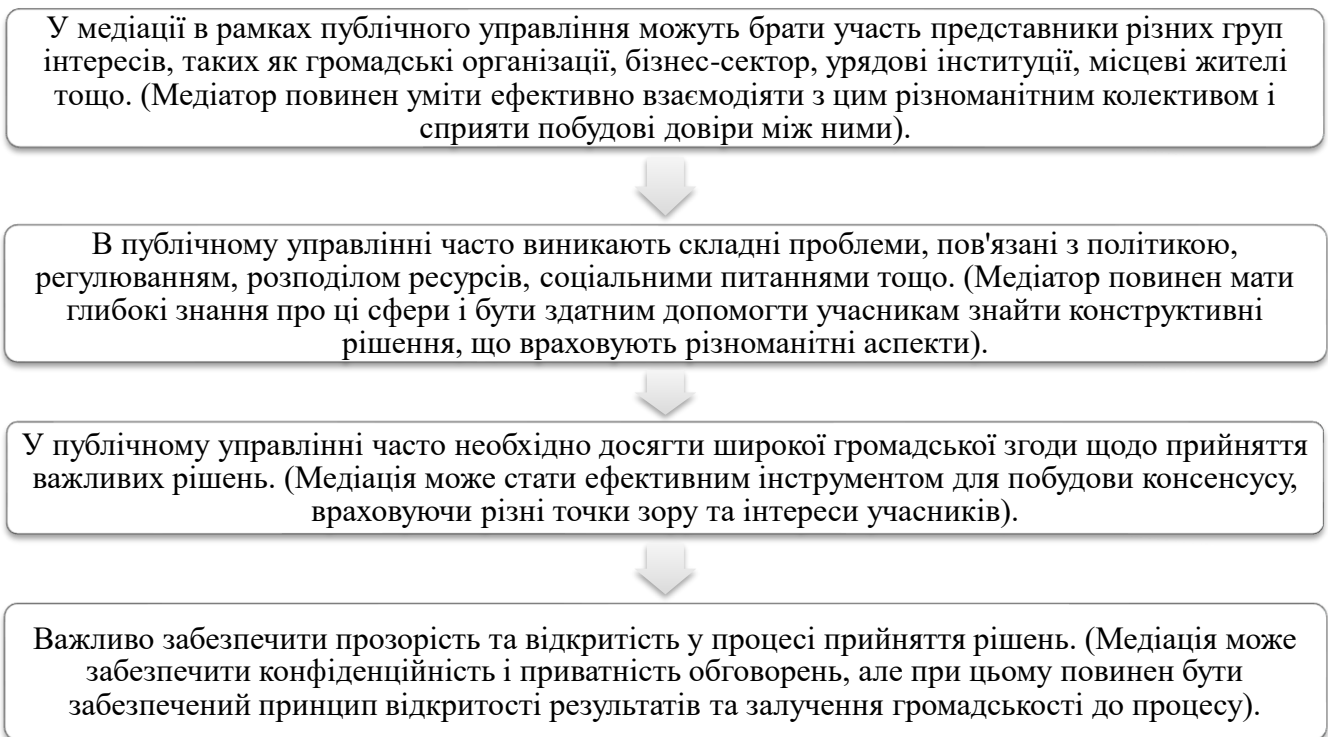 У медіації в рамках публічного управління можуть брати участь представники різних груп
інтересів, таких як громадські організації, бізнес-сектор, урядові інституції, місцеві жителі
тощо. (Медіатор повинен уміти ефективно взаємодіяти з цим різноманітним колективом і
сприяти побудові довіри між ними).
В публічному управлінні часто виникають складні проблеми, пов'язані з політикою,
регулюванням, розподілом ресурсів, соціальними питаннями тощо. (Медіатор повинен мати
глибокі знання про ці сфери і бути здатним допомогти учасникам знайти конструктивні
рішення, що враховують різноманітні аспекти).
У публічному управлінні часто необхідно досягти широкої громадської згоди щодо прийняття
важливих рішень. (Медіація може стати ефективним інструментом для побудови консенсусу,
враховуючи різні точки зору та інтереси учасників).
Важливо забезпечити прозорість та відкритість у процесі прийняття рішень. (Медіація може
забезпечити конфіденційність і приватність обговорень, але при цьому повинен бути
забезпечений принцип відкритості результатів та залучення громадськості до процесу).